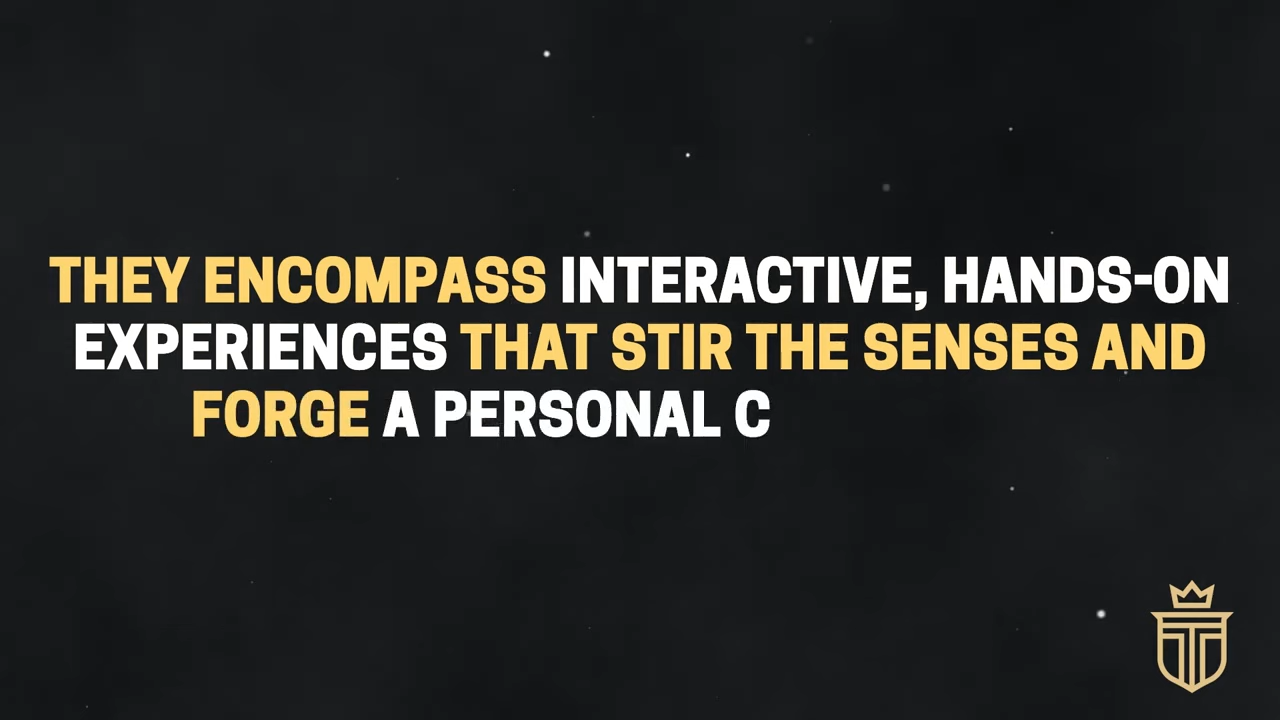 THEY ENCOMPASS INTERACTIVE, HANDS-ON
EXPERIENCES THAT STIR THE SENSES AND
FORGE A PERSONAL C